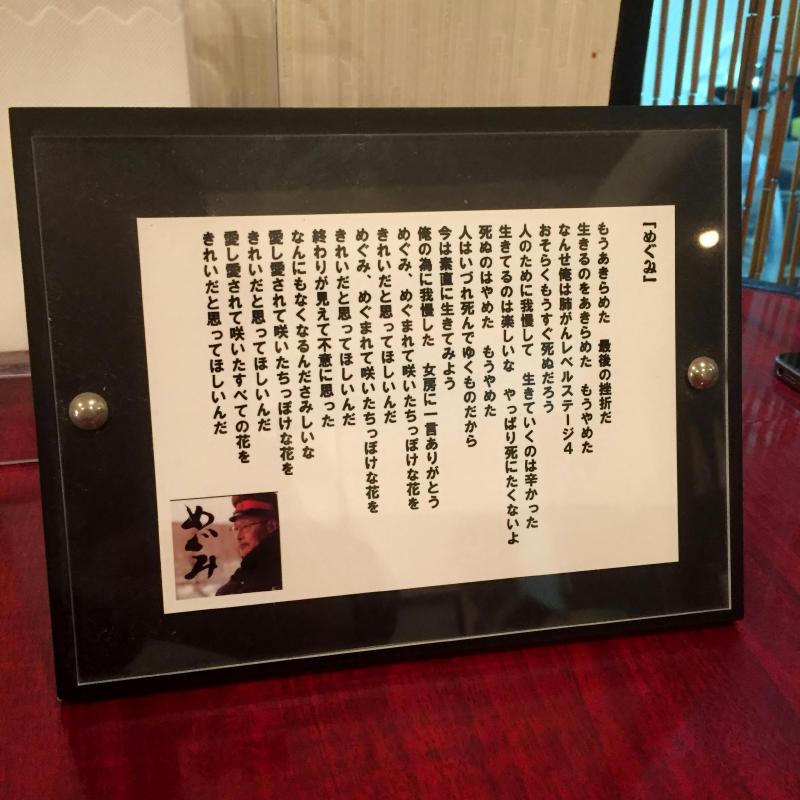 『めぐみ』
もうあきらめた　最後の挫折だ
生きるのをあきらめた　もうやめた
なんせ俺は肺がんレベルステージ４
おそらくもうすぐ死ぬだろう
人のために我慢して　生きていくのは辛かった
生きてるのは楽しいな　やっぱり死にたくないよ
死ぬのはやめた　もうやめた
人はいづれ死んでゆくものだから
今は素直に生きてみよう
俺の為に我慢した　女房に一言ありがとう
めぐみ、めぐまれて咲いたちっぽけな花を
きれいだと思ってほしいんだ
めぐみ、めぐまれて咲いたちっぽけな花を
きれいだと思ってほしいんだ
終わりが見えて不意に思った
なんにもなくなるんださみしいな
愛し愛されて咲いたちっぽけな花を
きれいだと思ってほしいんだ
愛し愛されて咲いたすべての花を
きれいだと思ってほしいんだ
めぐみ